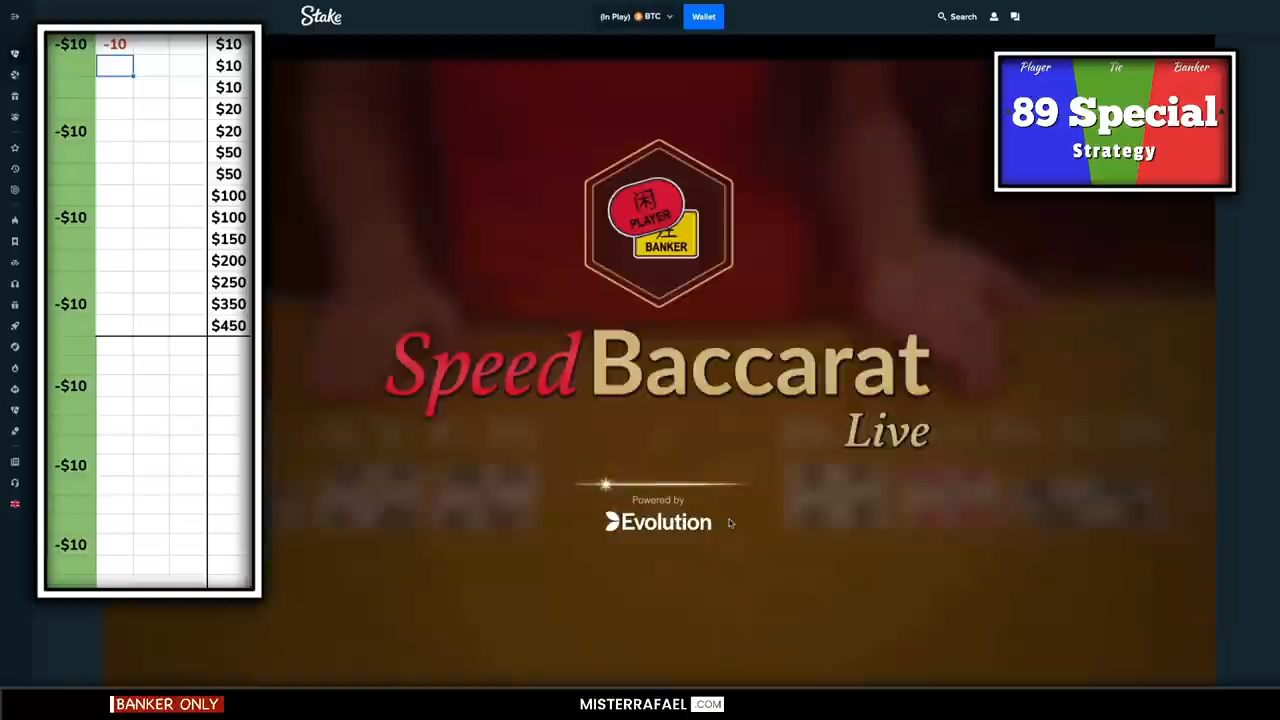 Stake
(In Play) BTC
Wallet
Search
-$10 -10 $10
$10
$10
$20
-$10 $20
$50
$50
$100
-$10 $100
$150
$200
$250
-$10 $350
$450
-$10
-$10
-$10
Player Tie Banker
89 Special
Strategy
闲
PLAYER
BANKER
Speed Baccarat
Live
Powered by
Evolution
BANKER ONLY
MISTERRAFAEL .COM